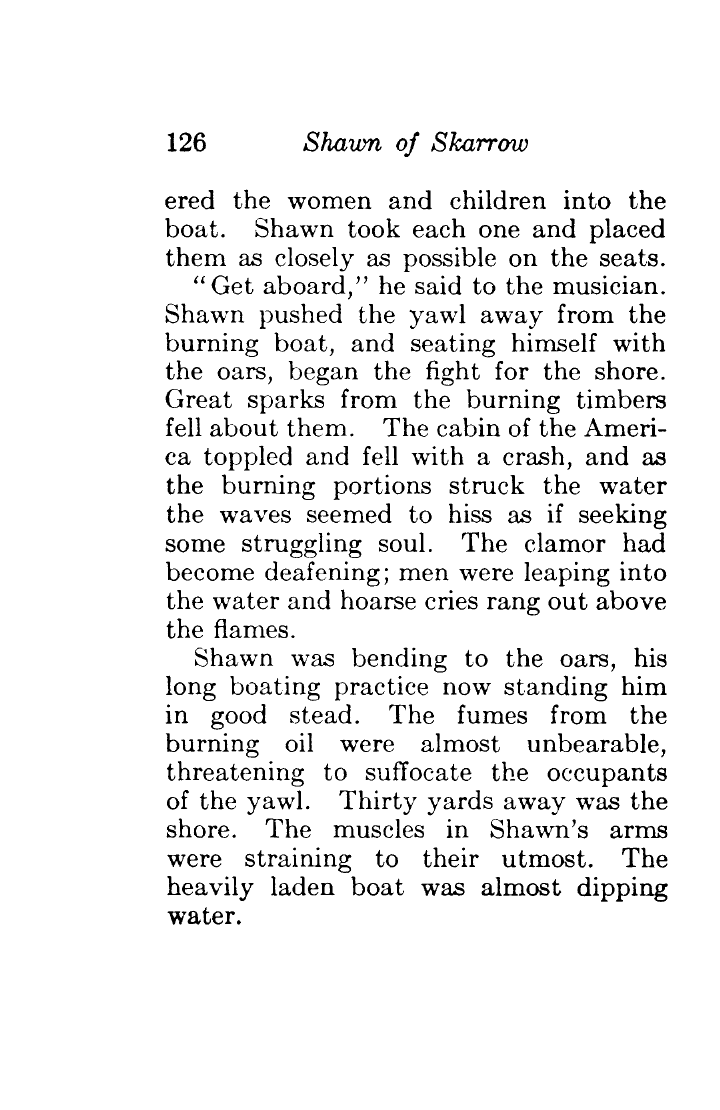 126 Shawn of Skarrow
ered the women and children into the
boat. Shawn took each one and placed
them as closely as possible on the seats.
"Get aboard," he said to the musician.
Shawn pushed the yawl away from the
burning boat, and seating himself with
the oars, began the fight for the shore.
Great sparks from the burning timbers
fell about them. The cabin of the Ameri-
ca toppled and fell with a crash, and as
the burning portions struck the water
the waves seemed to hiss as if seeking
some struggling soul. The clamor had
become deafening; men were leaping into
the water and hoarse cries rang out above
the flames.
Shawn was bending to the oars, his
long boating practice now standing him
in good stead. The fumes from the
burning oil were almost unbearable,
threatening to suffocate the occupants
of the yawl. Thirty yards away was the
shore. The muscles in Shawn's arms
were straining to their utmost. The
heavily laden boat was almost dipping
water.